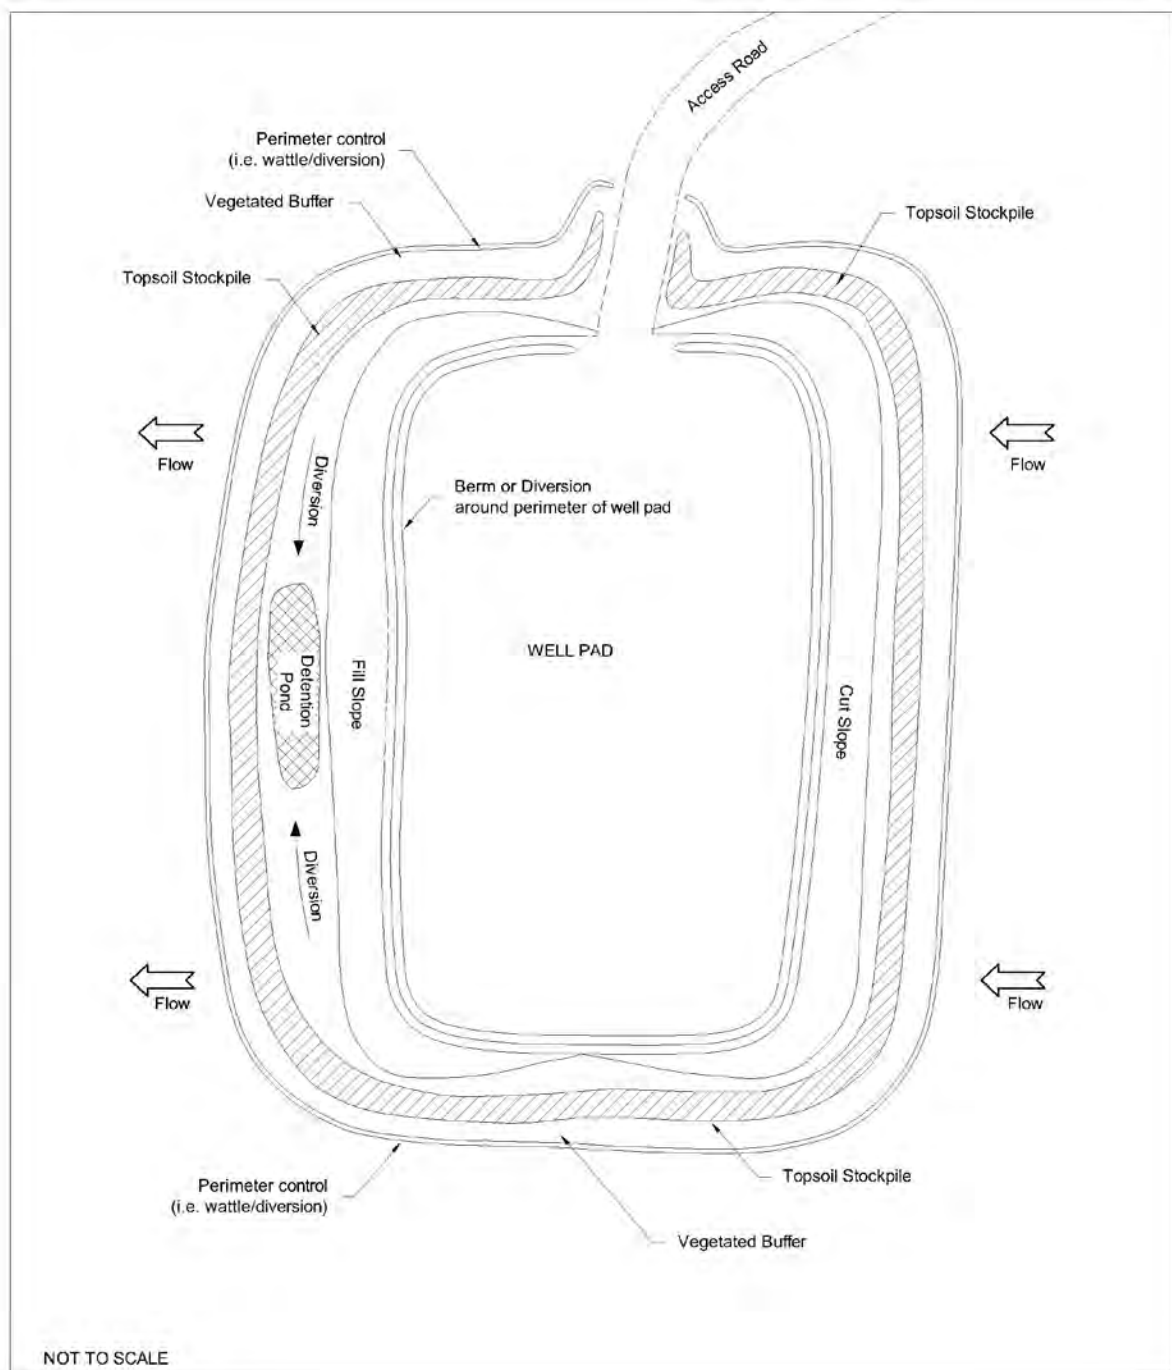 Access Road
Perimeter control
(i.e. wattle/diversion)
Vegetated Buffer
Topsoil Stockpile
Topsoil Stockpile
Flow
Flow
Diversion
Berm or Diversion
around perimeter of well pad
WELL PAD
Detention
Pond
Fill Slope
Cut Slope
Diversion
Flow
Flow
Perimeter control
(i.e. wattle/diversion)
Topsoil Stockpile
Vegetated Buffer
NOT TO SCALE